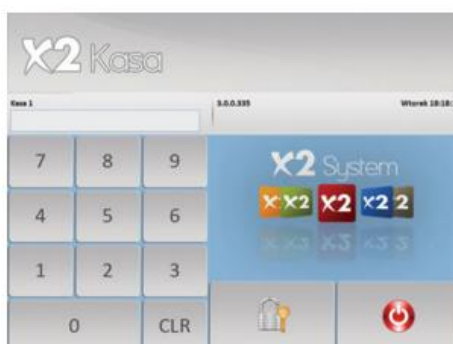 X2 Kasa
Kasa 1 3.0.0.335 Wtorek 18:18:
7 8 9
X2 System
X2 X2 X2 2
4 5 6
1 2 3
0 CLR